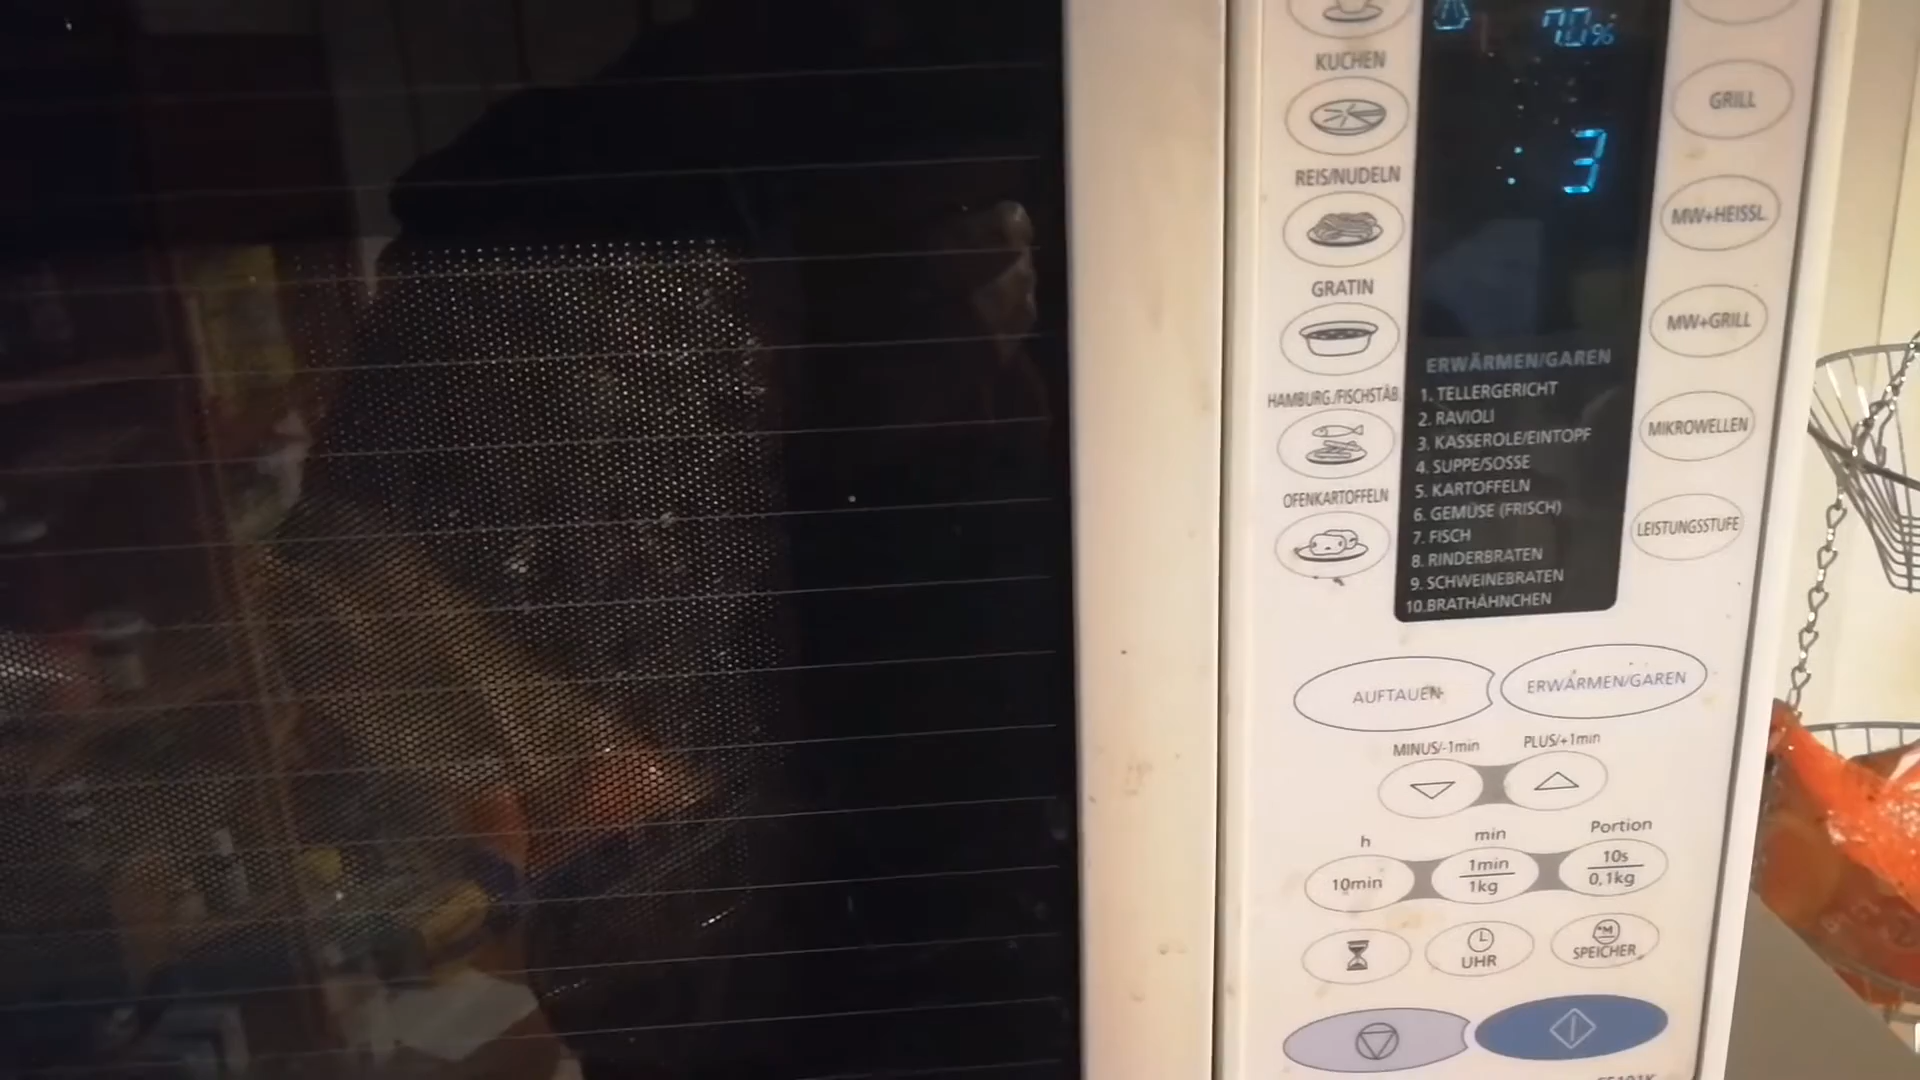 70%
: 3
KUCHEN
REIS/NUDELN
GRATIN
HAMBURG./FISCHSTÄB.
OFENKARTOFFELN
ERWÄRMEN/GAREN
1. TELLERGERICHT
2. RAVIOLI
3. KASSEROLE/EINTOPF
4. SUPPE/SOSSE
5. KARTOFFELN
6. GEMÜSE (FRISCH)
7. FISCH
8. RINDERBRATEN
9. SCHWEINEBRATEN
10.BRATHÄHNCHEN
GRILL
MW+HEISSL.
MW+GRILL
MIKROWELLEN
LEISTUNGSSTUFE
AUFTAUEN
ERWÄRMEN/GAREN
MINUS/-1min
PLUS/+1min
h
min
Portion
10min
1min
1kg
10s
0,1kg
UHR
*M
SPEICHER